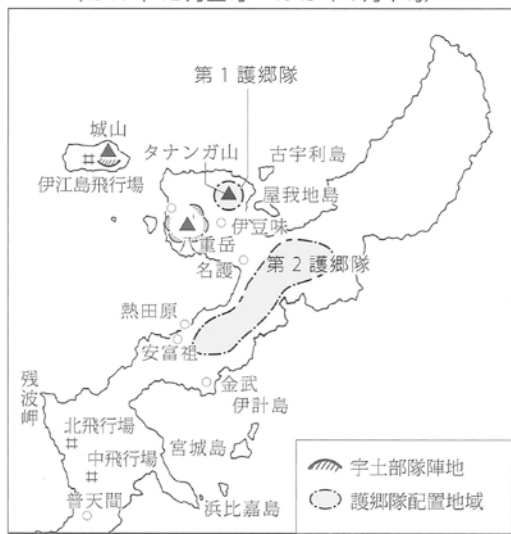 第1護郷隊
城山
タナンガ山
古宇利島
伊江島飛行場
屋我地島
伊豆味
八重岳
名護
第2護郷隊
熱田原
安富祖
残波岬
金武
伊計島
北飛行場
宮城島
中飛行場
普天間
浜比嘉島
宇土部隊陣地
護郷隊配置地域